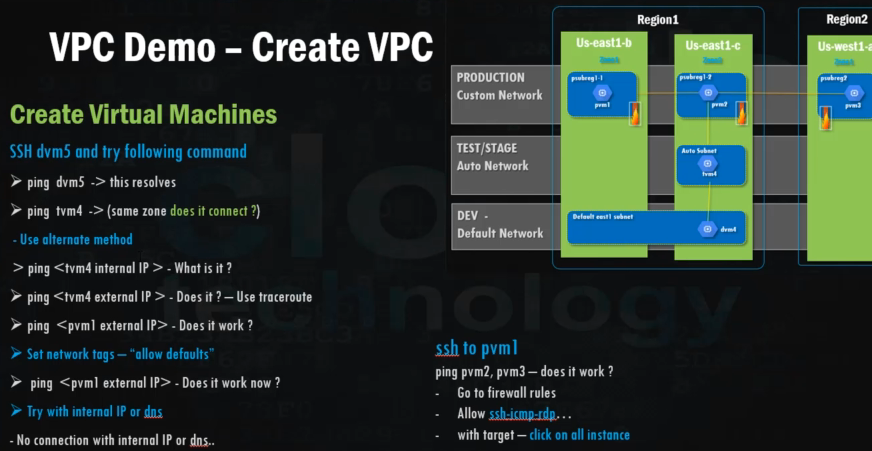 VPC Demo – Create VPC
Create Virtual Machines
SSH dvm5 and try following command
➢ ping dvm5 -> this resolves
➢ ping tvm4 -> (same zone does it connect ?)
- Use alternate method
> ping <tvm4 internal IP > - What is it ?
➢ ping <tvm4 external IP > - Does it ? – Use traceroute
➢ ping <pvm1 external IP> - Does it work ?
➢ Set network tags – “allow defaults”
➢ ping <pvm1 external IP> - Does it work now ?
➢ Try with internal IP or dns
- No connection with internal IP or dns..
Region1
Region2
Us-east1-b
Us-east1-c
Us-west1-a
PRODUCTION
Custom Network
psubreg1-1
pvm1
psubreg1-2
pvm2
psubreg2
pvm3
TEST/STAGE
Auto Network
Auto Subnet
tvm4
DEV -
Default Network
Default east1 subnet
dvm4
ssh to pvm1
ping pvm2, pvm3 – does it work ?
- Go to firewall rules
- Allow ssh-icmp-rdp…
- with target – click on all instance
technology